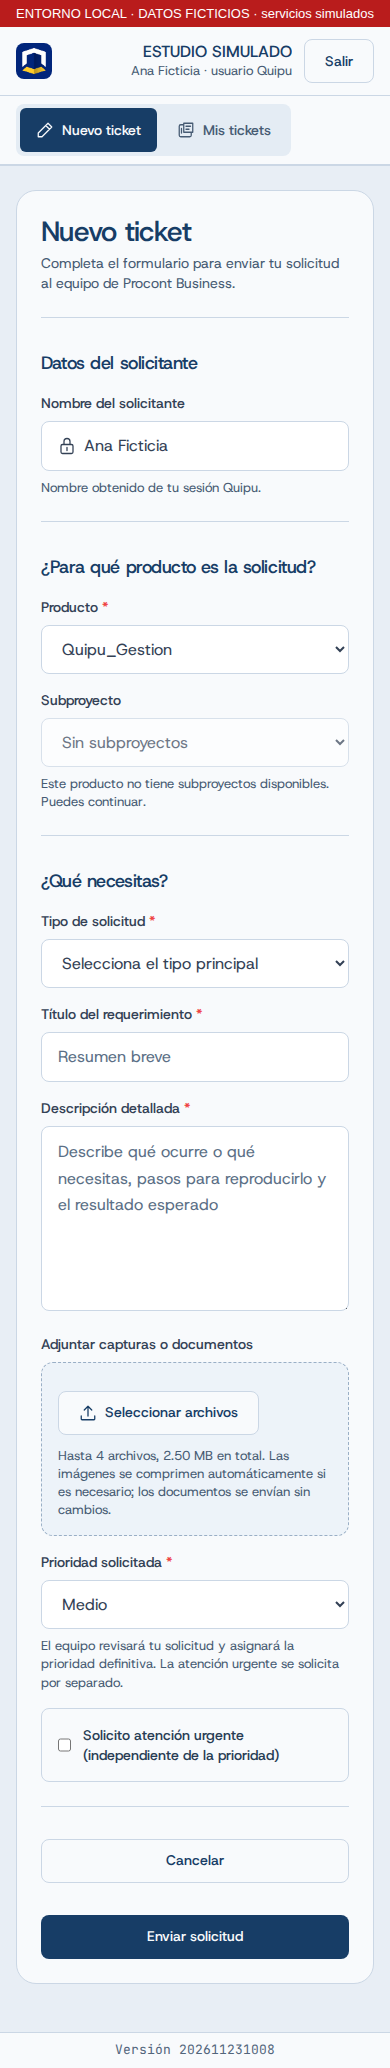 ENTORNO LOCAL · DATOS FICTICIOS · servicios simulados
ESTUDIO SIMULADO
Ana Ficticia · usuario Quipu
Salir
Nuevo ticket
Mis tickets
Nuevo ticket
Completa el formulario para enviar tu solicitud
al equipo de Procont Business.
Datos del solicitante
Nombre del solicitante
Ana Ficticia
Nombre obtenido de tu sesión Quipu.
¿Para qué producto es la solicitud?
Producto *
Quipu_Gestion
Subproyecto
Sin subproyectos
Este producto no tiene subproyectos disponibles.
Puedes continuar.
¿Qué necesitas?
Tipo de solicitud *
Selecciona el tipo principal
Título del requerimiento *
Resumen breve
Descripción detallada *
Describe qué ocurre o qué
necesitas, pasos para reproducirlo y
el resultado esperado
Adjuntar capturas o documentos
Seleccionar archivos
Hasta 4 archivos, 2.50 MB en total. Las
imágenes se comprimen automáticamente si
es necesario; los documentos se envían sin
cambios.
Prioridad solicitada *
Medio
El equipo revisará tu solicitud y asignará la
prioridad definitiva. La atención urgente se solicita
por separado.
Solicito atención urgente
(independiente de la prioridad)
Cancelar
Enviar solicitud
Versión 202611231008